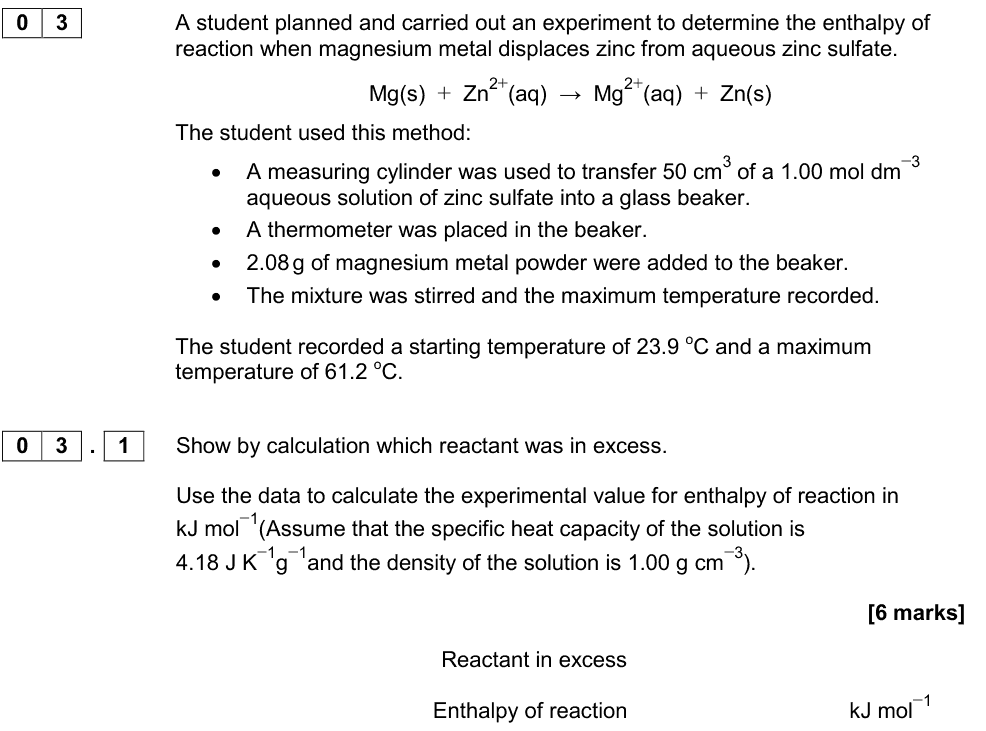 0 3 A student planned and carried out an experiment to determine the enthalpy of
reaction when magnesium metal displaces zinc from aqueous zinc sulfate.
Mg(s) + Zn²⁺(aq) → Mg²⁺(aq) + Zn(s)
The student used this method:
• A measuring cylinder was used to transfer 50 cm³ of a 1.00 mol dm⁻³
aqueous solution of zinc sulfate into a glass beaker.
• A thermometer was placed in the beaker.
• 2.08 g of magnesium metal powder were added to the beaker.
• The mixture was stirred and the maximum temperature recorded.
The student recorded a starting temperature of 23.9 °C and a maximum
temperature of 61.2 °C.
0 3 . 1 Show by calculation which reactant was in excess.
Use the data to calculate the experimental value for enthalpy of reaction in
kJ mol⁻¹(Assume that the specific heat capacity of the solution is
4.18 J K⁻¹g⁻¹and the density of the solution is 1.00 g cm⁻³).
[6 marks]
Reactant in excess
Enthalpy of reaction kJ mol⁻¹